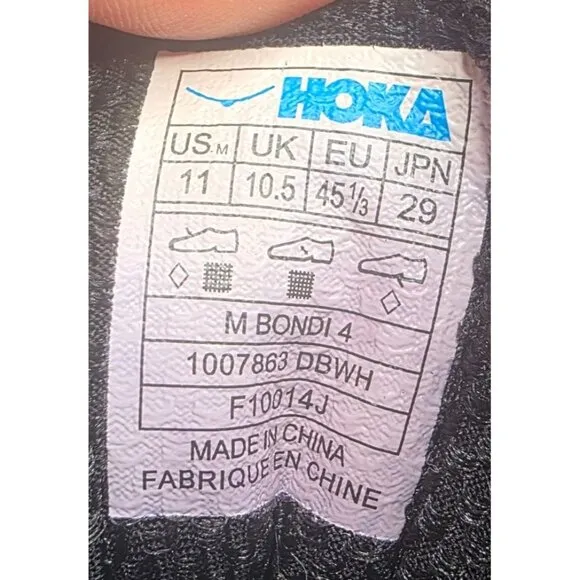 HOKA
US M UK EU JPN
11 10.5 45 1/3 29
M BONDI 4
1007863 DBWH
F10014J
MADE IN CHINA
FABRIQUE EN CHINE